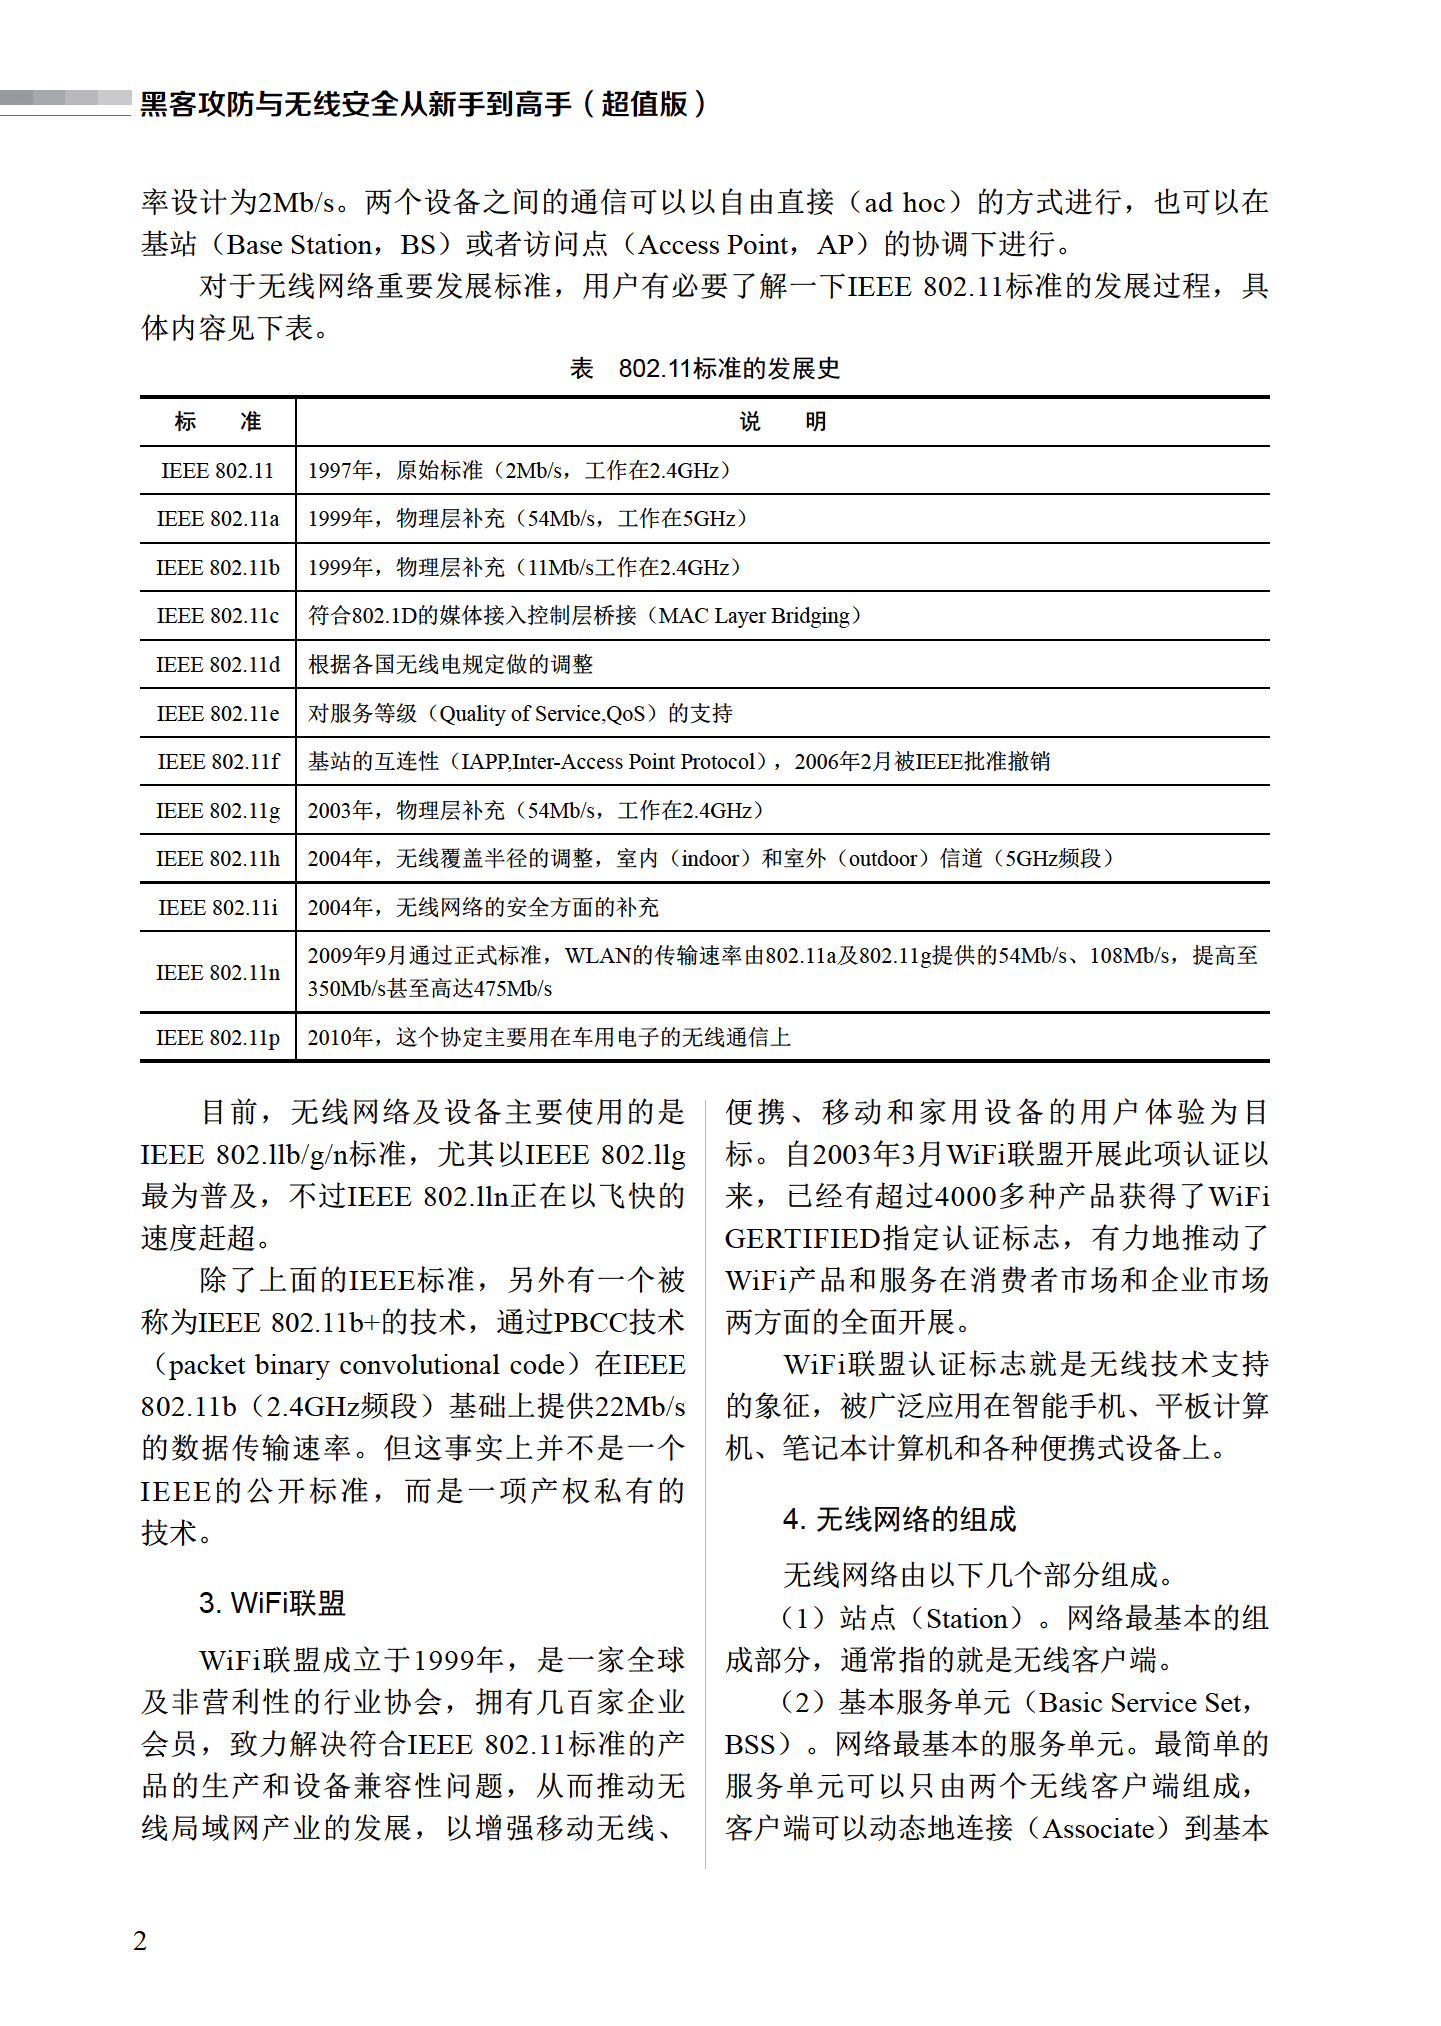 黑客攻防与无线安全从新手到高手（超值版）
率设计为2Mb/s。两个设备之间的通信可以以自由直接（ad hoc）的方式进行，也可以在
基站（Base Station，BS）或者访问点（Access Point，AP）的协调下进行。
对于无线网络重要发展标准，用户有必要了解一下IEEE 802.11标准的发展过程，具
体内容见下表。
表　802.11标准的发展史
标　　准　说　　明
IEEE 802.11　1997年，原始标准（2Mb/s，工作在2.4GHz）
IEEE 802.11a　1999年，物理层补充（54Mb/s，工作在5GHz）
IEEE 802.11b　1999年，物理层补充（11Mb/s工作在2.4GHz）
IEEE 802.11c　符合802.1D的媒体接入控制层桥接（MAC Layer Bridging）
IEEE 802.11d　根据各国无线电规定做的调整
IEEE 802.11e　对服务等级（Quality of Service,QoS）的支持
IEEE 802.11f　基站的互连性（IAPP,Inter-Access Point Protocol），2006年2月被IEEE批准撤销
IEEE 802.11g　2003年，物理层补充（54Mb/s，工作在2.4GHz）
IEEE 802.11h　2004年，无线覆盖半径的调整，室内（indoor）和室外（outdoor）信道（5GHz频段）
IEEE 802.11i　2004年，无线网络的安全方面的补充
IEEE 802.11n　2009年9月通过正式标准，WLAN的传输速率由802.11a及802.11g提供的54Mb/s、108Mb/s，提高至
350Mb/s甚至高达475Mb/s
IEEE 802.11p　2010年，这个协定主要用在车用电子的无线通信上
目前，无线网络及设备主要使用的是
IEEE 802.llb/g/n标准，尤其以IEEE 802.llg
最为普及，不过IEEE 802.lln正在以飞快的
速度赶超。
除了上面的IEEE标准，另外有一个被
称为IEEE 802.11b+的技术，通过PBCC技术
（packet binary convolutional code）在IEEE
802.11b（2.4GHz频段）基础上提供22Mb/s
的数据传输速率。但这事实上并不是一个
IEEE的公开标准，而是一项产权私有的
技术。
3. WiFi联盟
WiFi联盟成立于1999年，是一家全球
及非营利性的行业协会，拥有几百家企业
会员，致力解决符合IEEE 802.11标准的产
品的生产和设备兼容性问题，从而推动无
线局域网产业的发展，以增强移动无线、
便携、移动和家用设备的用户体验为目
标。自2003年3月WiFi联盟开展此项认证以
来，已经有超过4000多种产品获得了WiFi
GERTIFIED指定认证标志，有力地推动了
WiFi产品和服务在消费者市场和企业市场
两方面的全面开展。
WiFi联盟认证标志就是无线技术支持
的象征，被广泛应用在智能手机、平板计算
机、笔记本计算机和各种便携式设备上。
4. 无线网络的组成
无线网络由以下几个部分组成。
（1）站点（Station）。网络最基本的组
成部分，通常指的就是无线客户端。
（2）基本服务单元（Basic Service Set，
BSS）。网络最基本的服务单元。最简单的
服务单元可以只由两个无线客户端组成，
客户端可以动态地连接（Associate）到基本
2